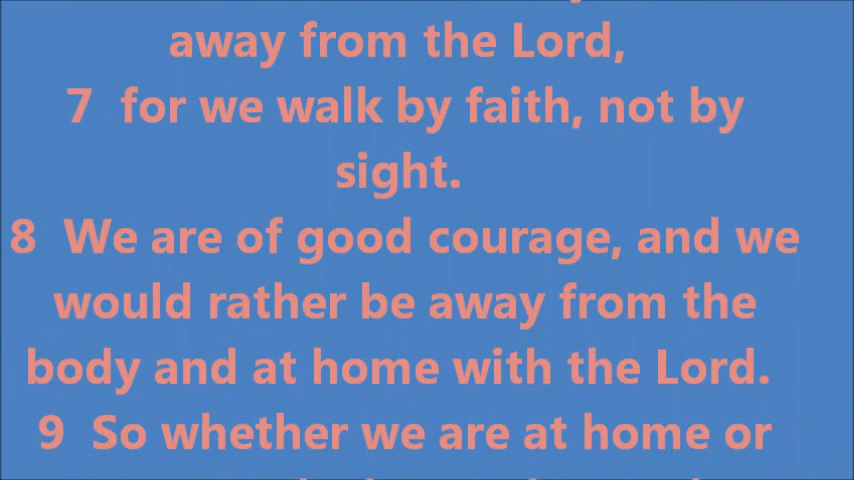 away from the Lord,
7 for we walk by faith, not by
sight.
8 We are of good courage, and we
would rather be away from the
body and at home with the Lord.
9 So whether we are at home or